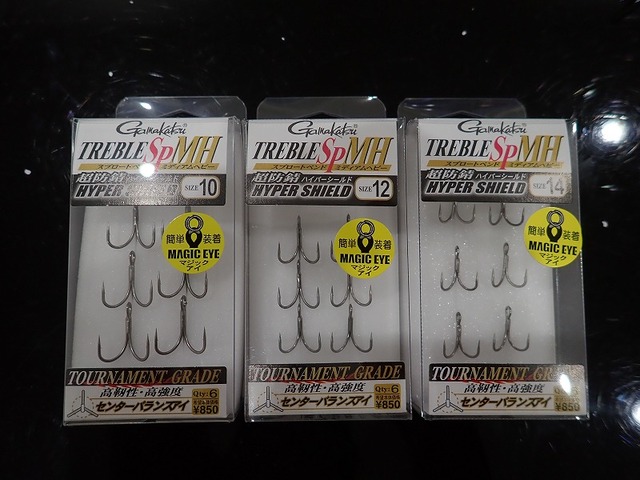 Gamakatsu®
TREBLE SpMH
スプロートベンド ミディアムヘビー
超防錆 ハイパーシールド
HYPER SHIELD
SIZE 10
簡単 装着
MAGIC EYE
マジック
アイ
TOURNAMENT GRADE
高靭性・高強度
センターバランスアイ
Qty: 6
¥850
Gamakatsu®
TREBLE SpMH
スプロートベンド ミディアムヘビー
超防錆 ハイパーシールド
HYPER SHIELD
SIZE 12
簡単 装着
MAGIC EYE
マジック
アイ
TOURNAMENT GRADE
高靭性・高強度
センターバランスアイ
Qty: 6
¥850
Gamakatsu®
TREBLE SpMH
スプロートベンド ミディアムヘビー
超防錆 ハイパーシールド
HYPER SHIELD
SIZE 14
簡単 装着
MAGIC EYE
マジック
アイ
TOURNAMENT GRADE
高靭性・高強度
センターバランスアイ
¥850